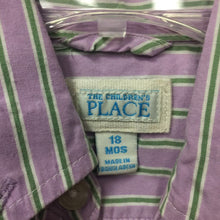 THE CHILDREN'S
PLACE
18
MOS
MADE IN
BANGLADESH